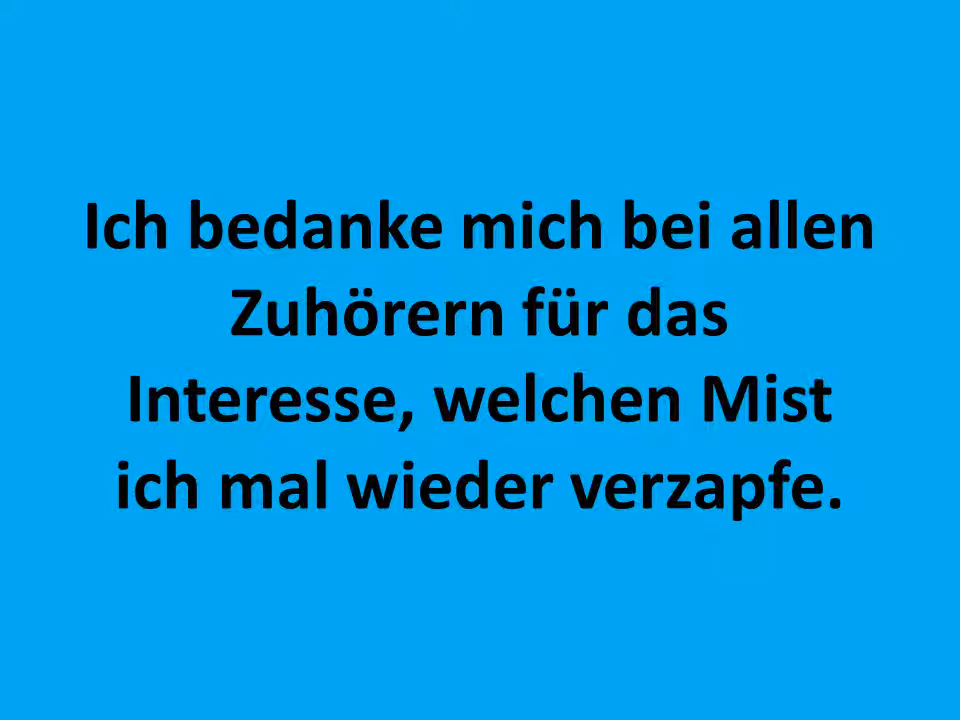 Ich bedanke mich bei allen
Zuhörern für das
Interesse, welchen Mist
ich mal wieder verzapfe.